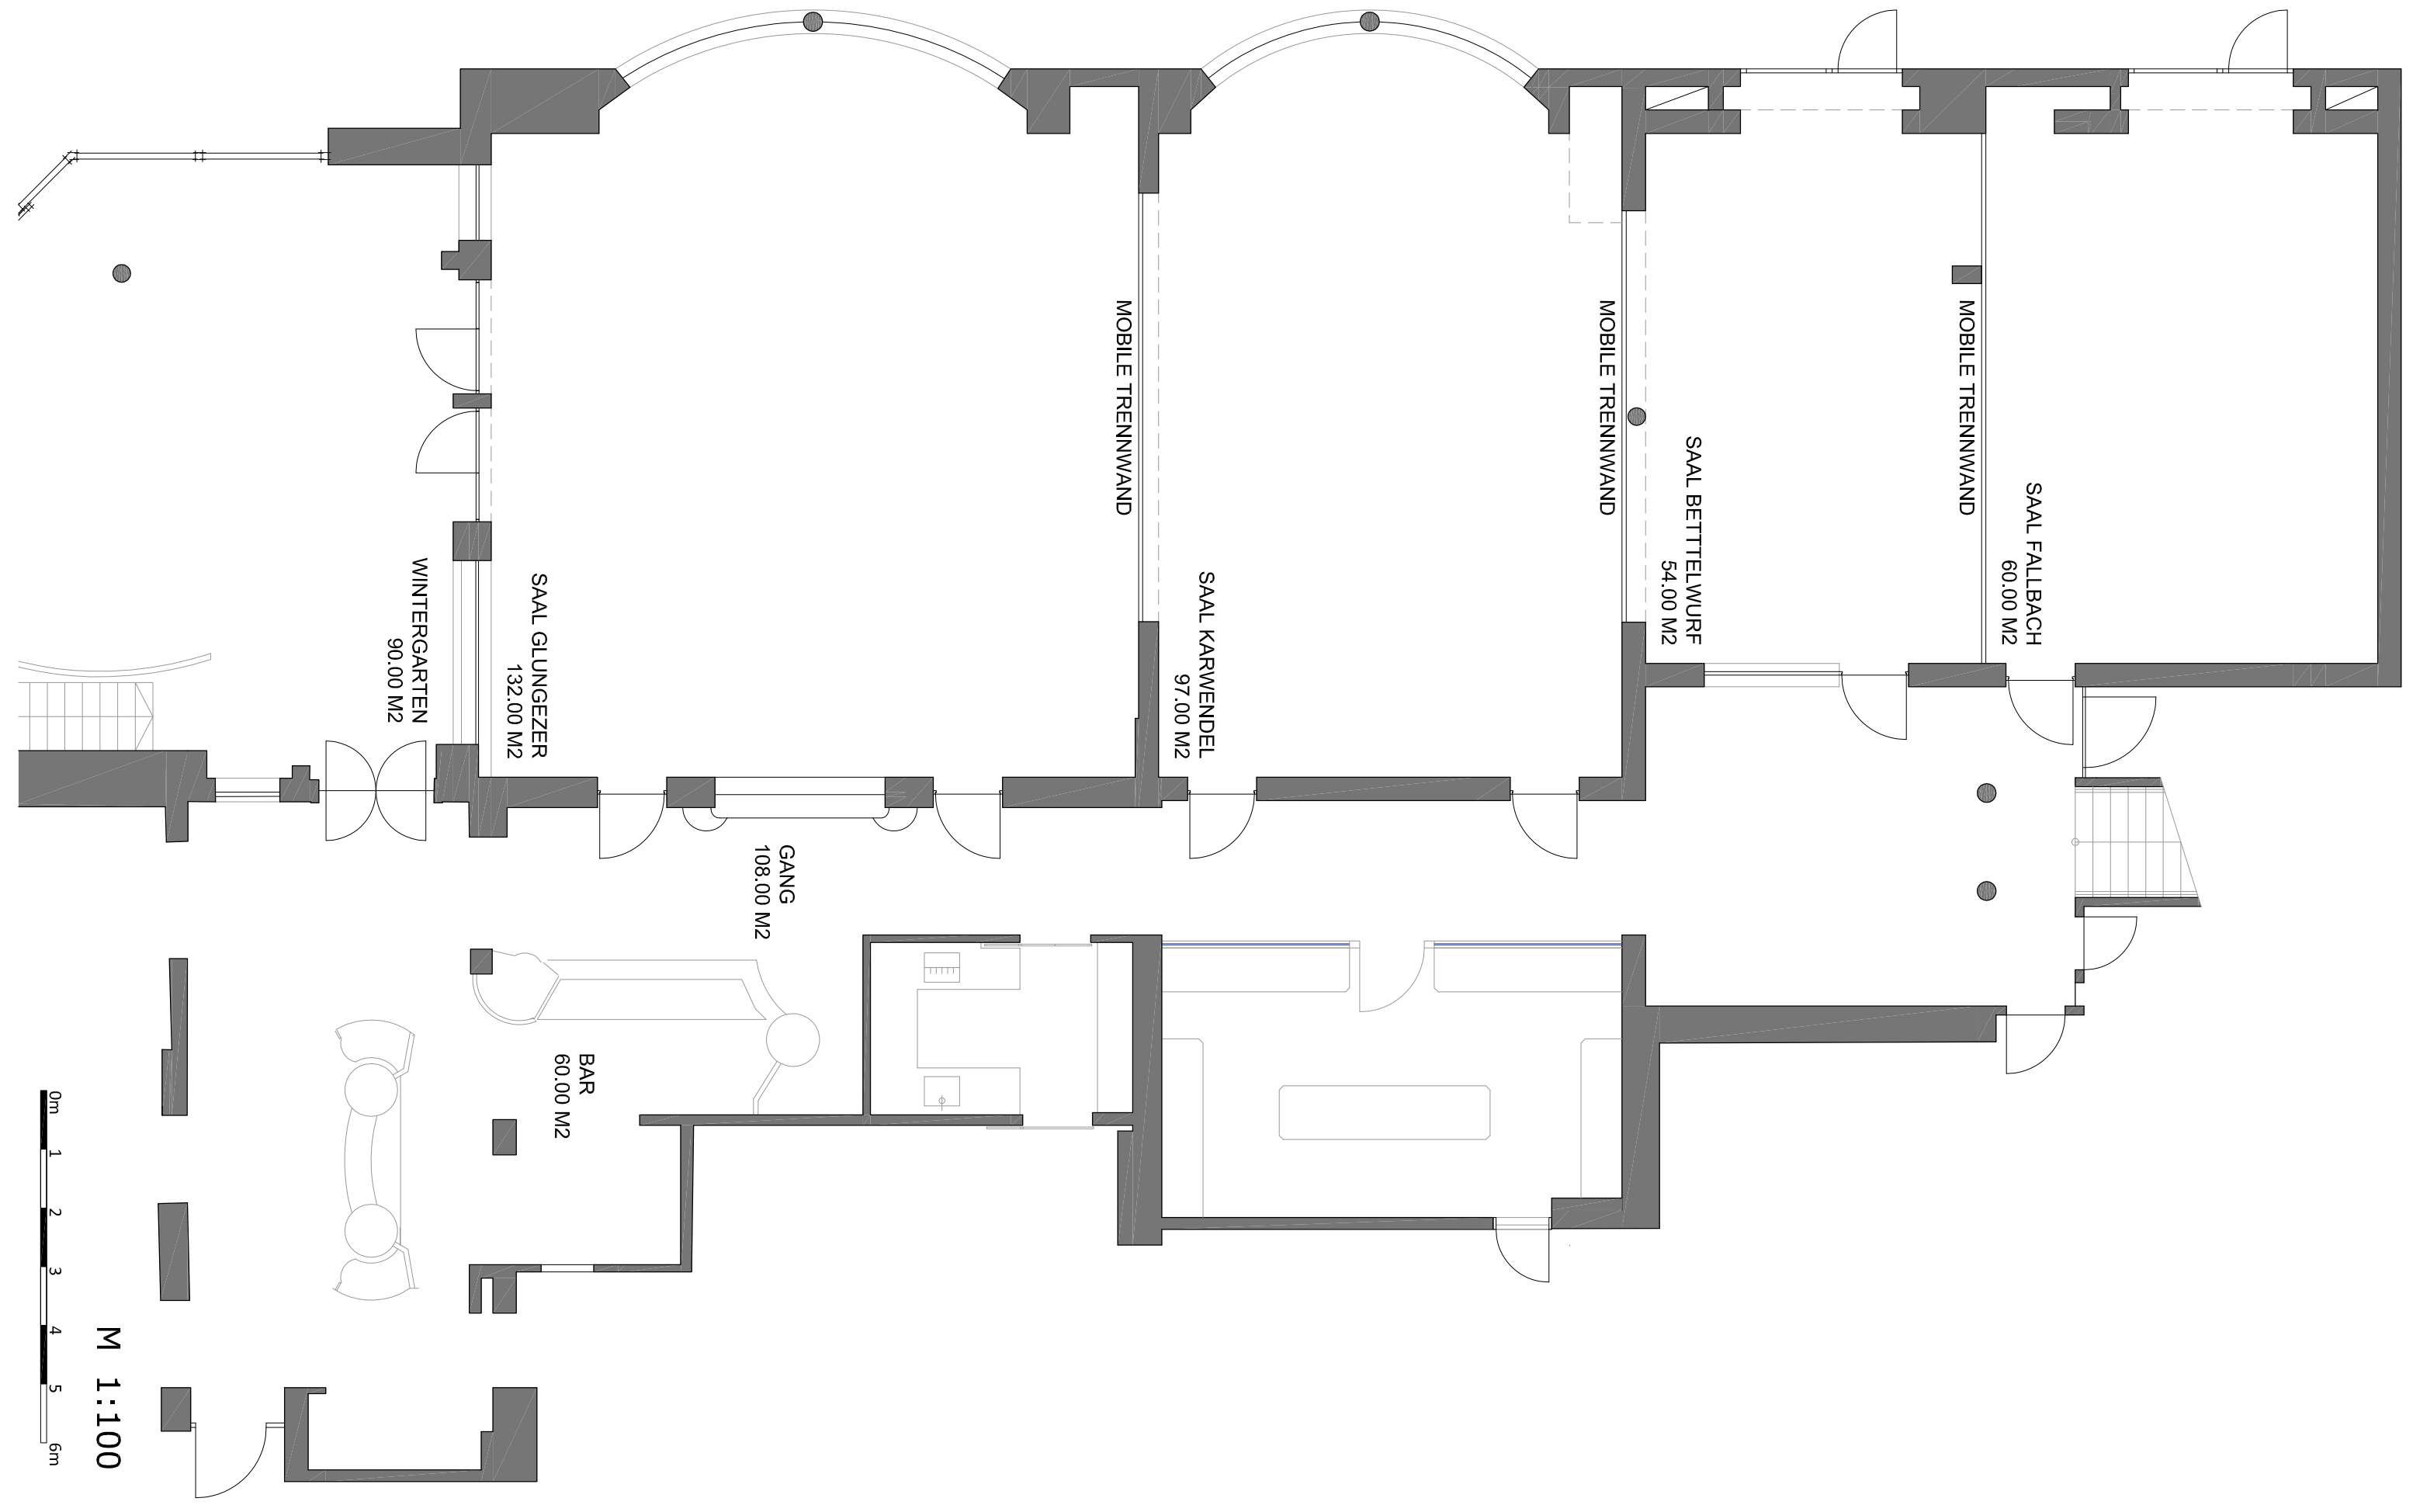 MOBILE TRENNWAND
MOBILE TRENNWAND
MOBILE TRENNWAND
SAAL FALLBACH
60.00 M2
SAAL BETTTELWURF
54.00 M2
SAAL KARWENDEL
97.00 M2
SAAL GLUNGEZER
132.00 M2
WINTERGARTEN
90.00 M2
GANG
108.00 M2
BAR
60.00 M2
M 1:100
0m 1 2 3 4 5 6m